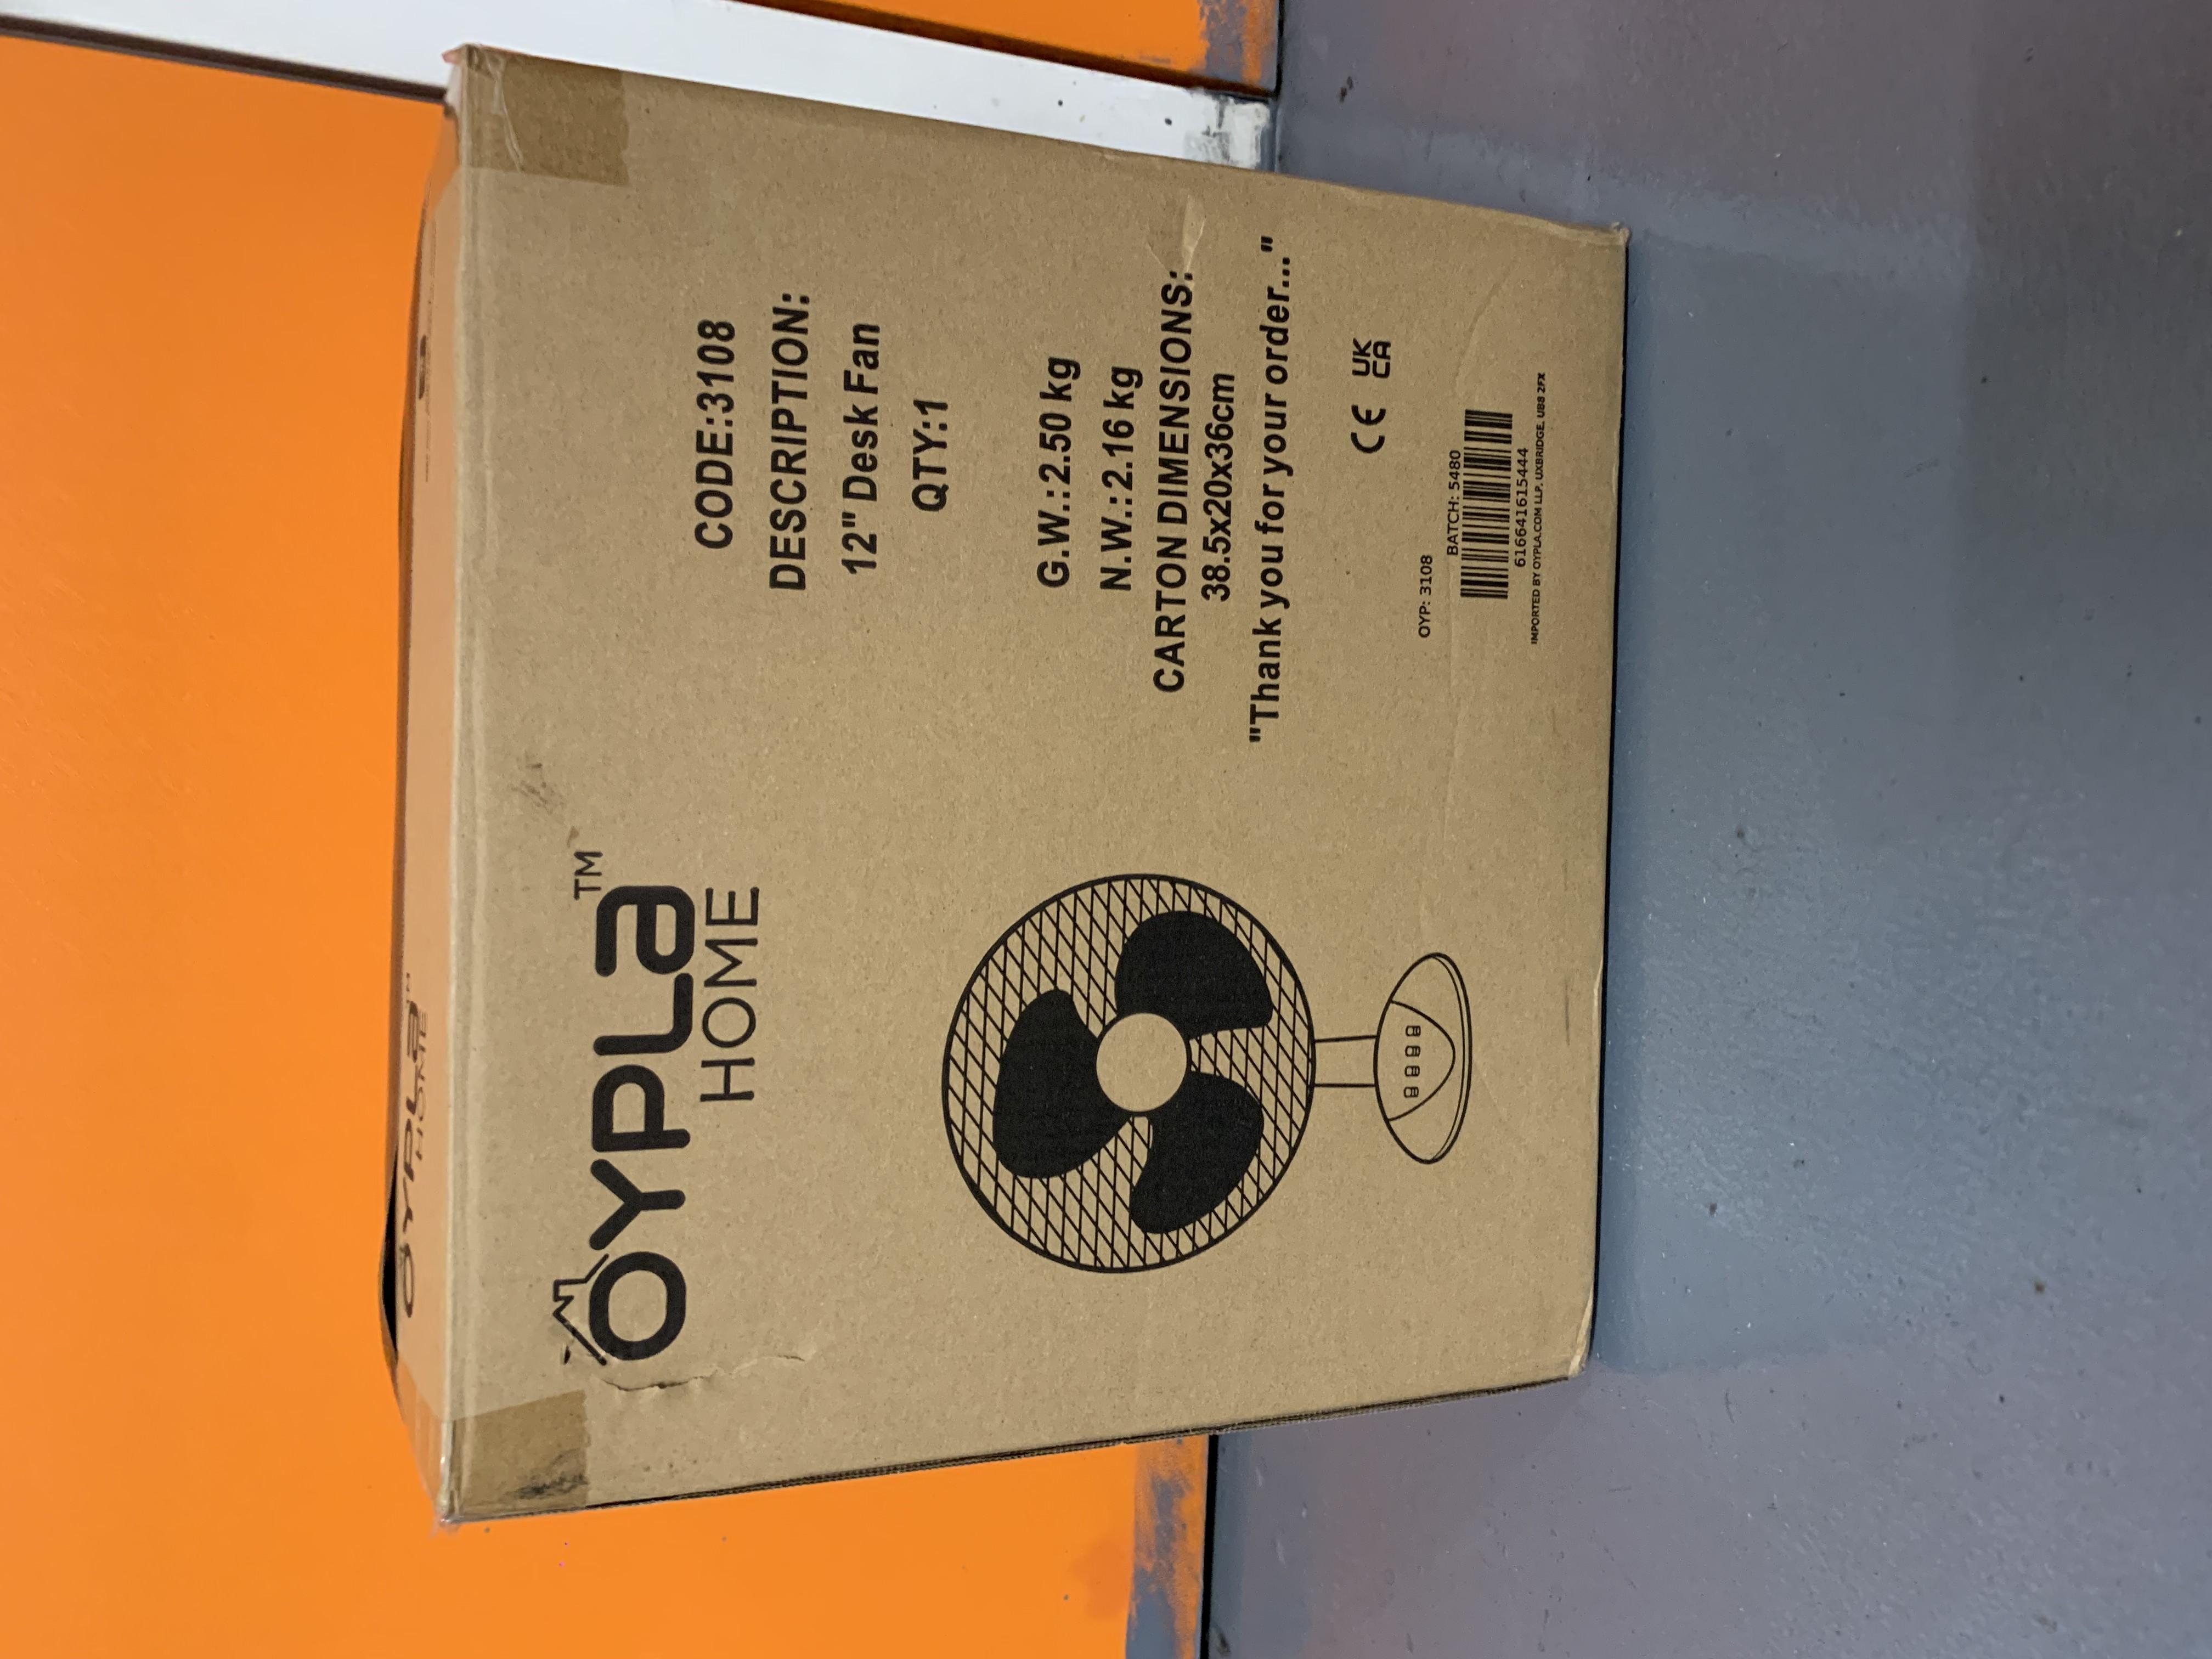 OYPLa™
HOME
OYPLa™
HOME
CODE:3108
DESCRIPTION:
12" Desk Fan
QTY:1
G.W.:2.50 kg
N.W.:2.16 kg
CARTON DIMENSIONS:
38.5x20x36cm
"Thank you for your order..."
CE UK CA
OYP: 3108
BATCH: 5480
616641615444
IMPORTED BY OYPLA.COM LLP, UXBRIDGE, UB8 2FX